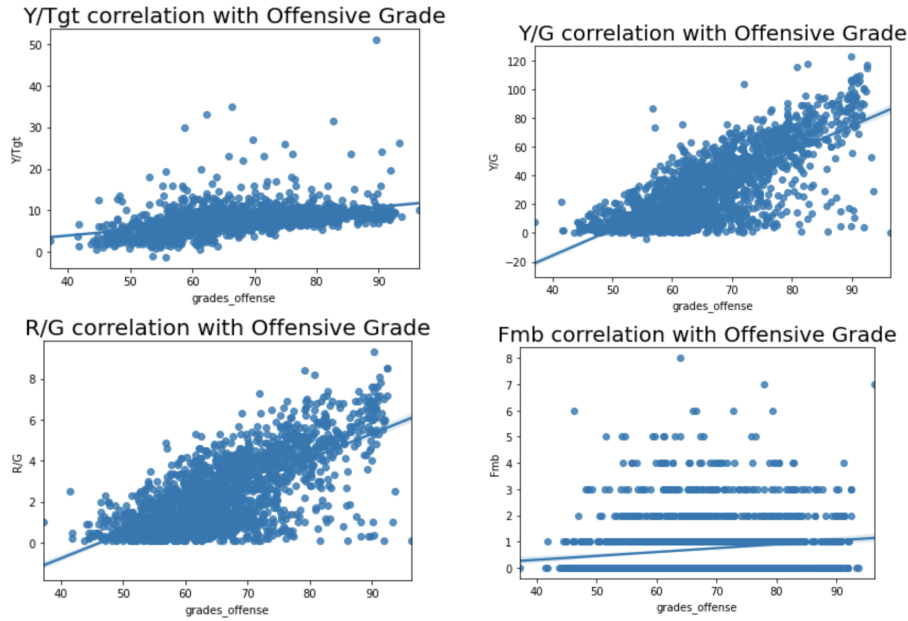 Y/Tgt correlation with Offensive Grade
50
40
30
20
10
0
Y/Tgt
40 50 60 70 80 90
grades_offense
Y/G correlation with Offensive Grade
120
100
80
60
40
20
0
−20
Y/G
40 50 60 70 80 90
grades_offense
R/G correlation with Offensive Grade
8
6
4
2
0
R/G
40 50 60 70 80 90
grades_offense
Fmb correlation with Offensive Grade
8
7
6
5
4
3
2
1
0
Fmb
40 50 60 70 80 90
grades_offense